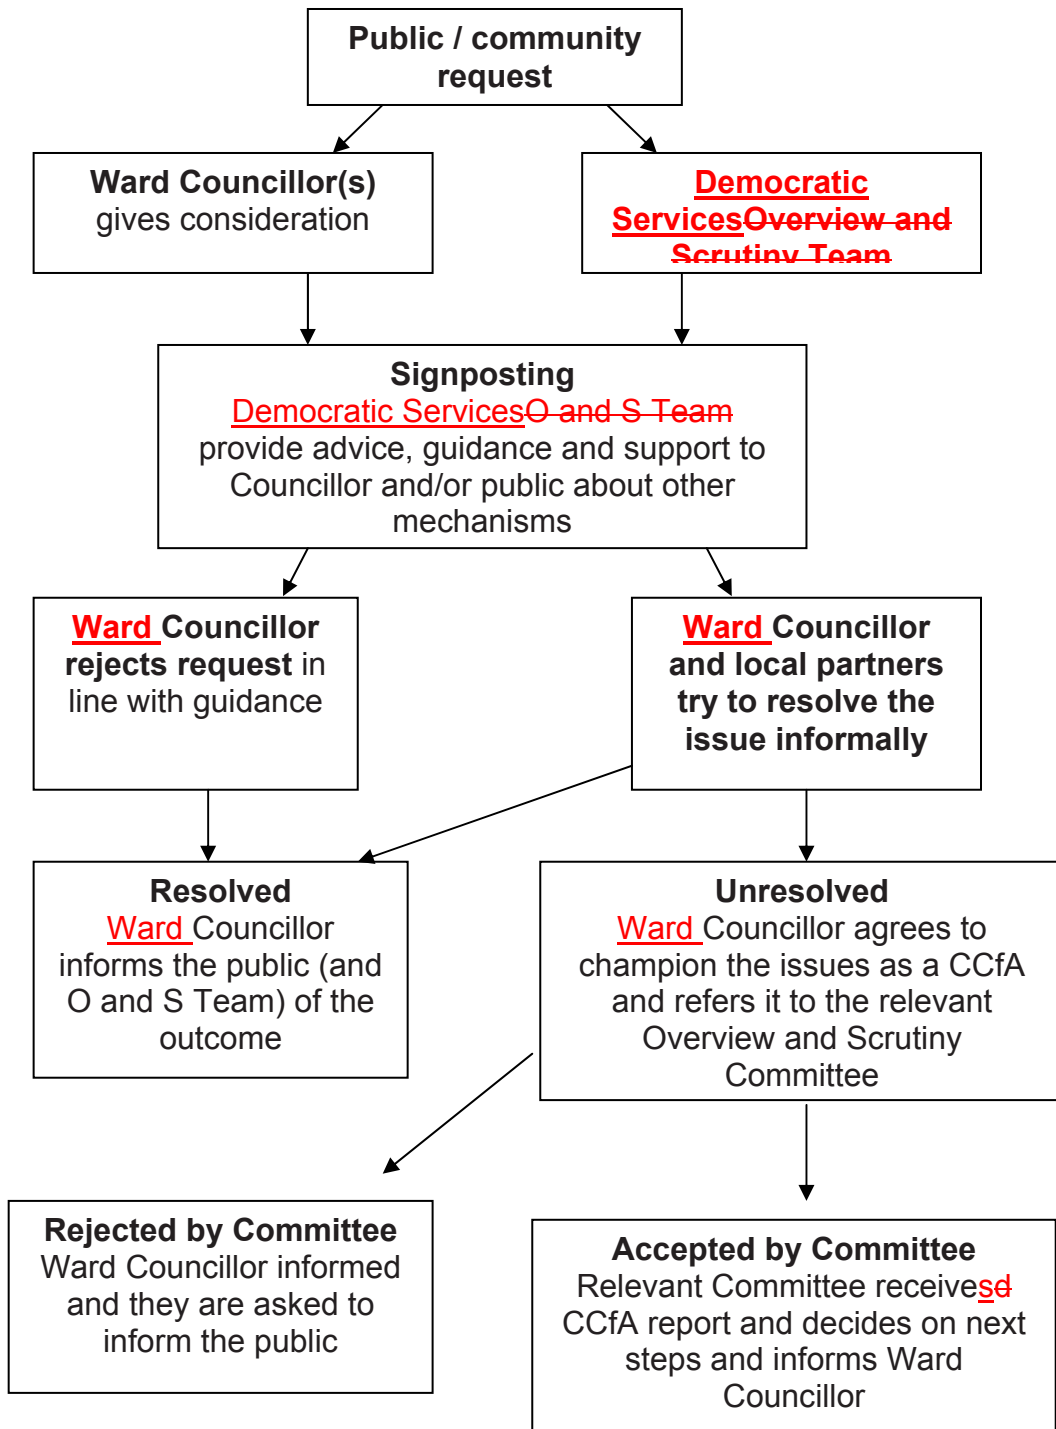 Public / community
request
Ward Councillor(s)
gives consideration
Democratic
ServicesOverview and
Scrutiny Team
Signposting
Democratic ServicesO and S Team
provide advice, guidance and support to
Councillor and/or public about other
mechanisms
Ward Councillor
rejects request in
line with guidance
Ward Councillor
and local partners
try to resolve the
issue informally
Resolved
Ward Councillor
informs the public (and
O and S Team) of the
outcome
Unresolved
Ward Councillor agrees to
champion the issues as a CCfA
and refers it to the relevant
Overview and Scrutiny
Committee
Rejected by Committee
Ward Councillor informed
and they are asked to
inform the public
Accepted by Committee
Relevant Committee receivesd
CCfA report and decides on next
steps and informs Ward
Councillor